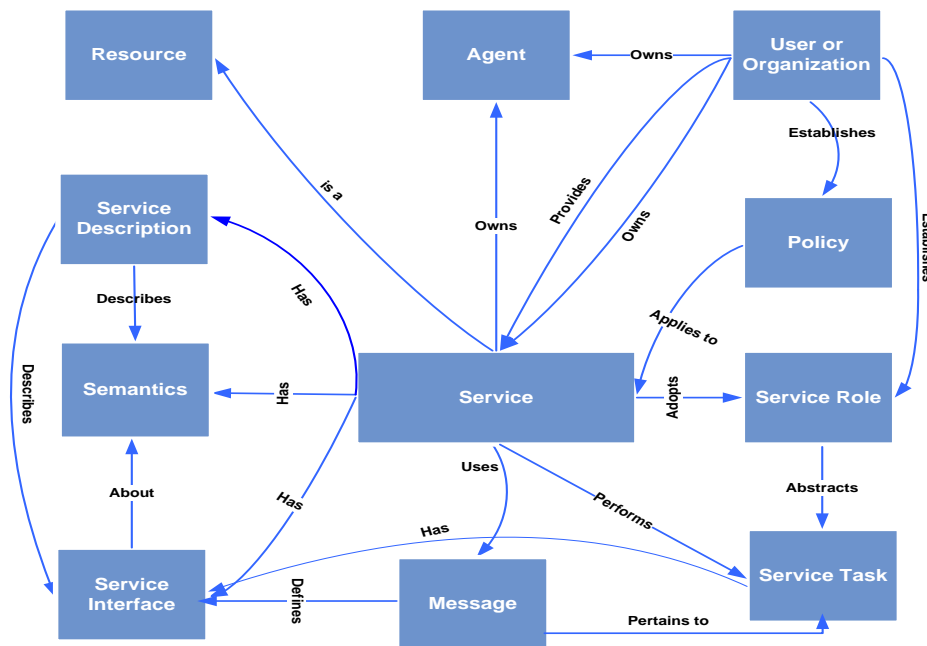 Resource
Agent
Owns
User or
Organization
Establishes
is a
Provides
Owns
Owns
Establishes
Service
Description
Policy
Has
Describes
Applies to
Describes
Semantics
Has
Service
Adopts
Service Role
Uses
About
Has
Performs
Abstracts
Has
Service
Interface
Defines
Message
Service Task
Pertains to